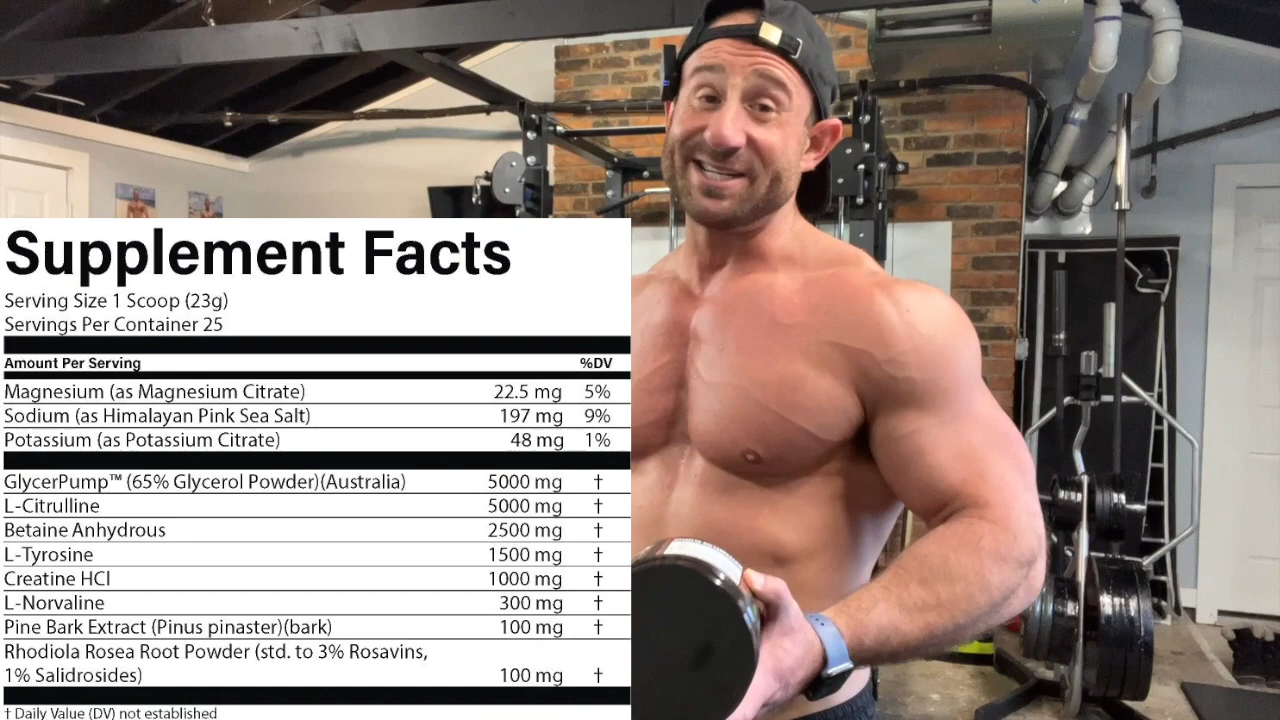 Supplement Facts
Serving Size 1 Scoop (23g)
Servings Per Container 25
Amount Per Serving %DV
Magnesium (as Magnesium Citrate) 22.5 mg 5%
Sodium (as Himalayan Pink Sea Salt) 197 mg 9%
Potassium (as Potassium Citrate) 48 mg 1%
GlycerPump™ (65% Glycerol Powder)(Australia) 5000 mg †
L-Citrulline 5000 mg †
Betaine Anhydrous 2500 mg †
L-Tyrosine 1500 mg †
Creatine HCl 1000 mg †
L-Norvaline 300 mg †
Pine Bark Extract (Pinus pinaster)(bark) 100 mg †
Rhodiola Rosea Root Powder (std. to 3% Rosavins,
1% Salidrosides) 100 mg †
† Daily Value (DV) not established